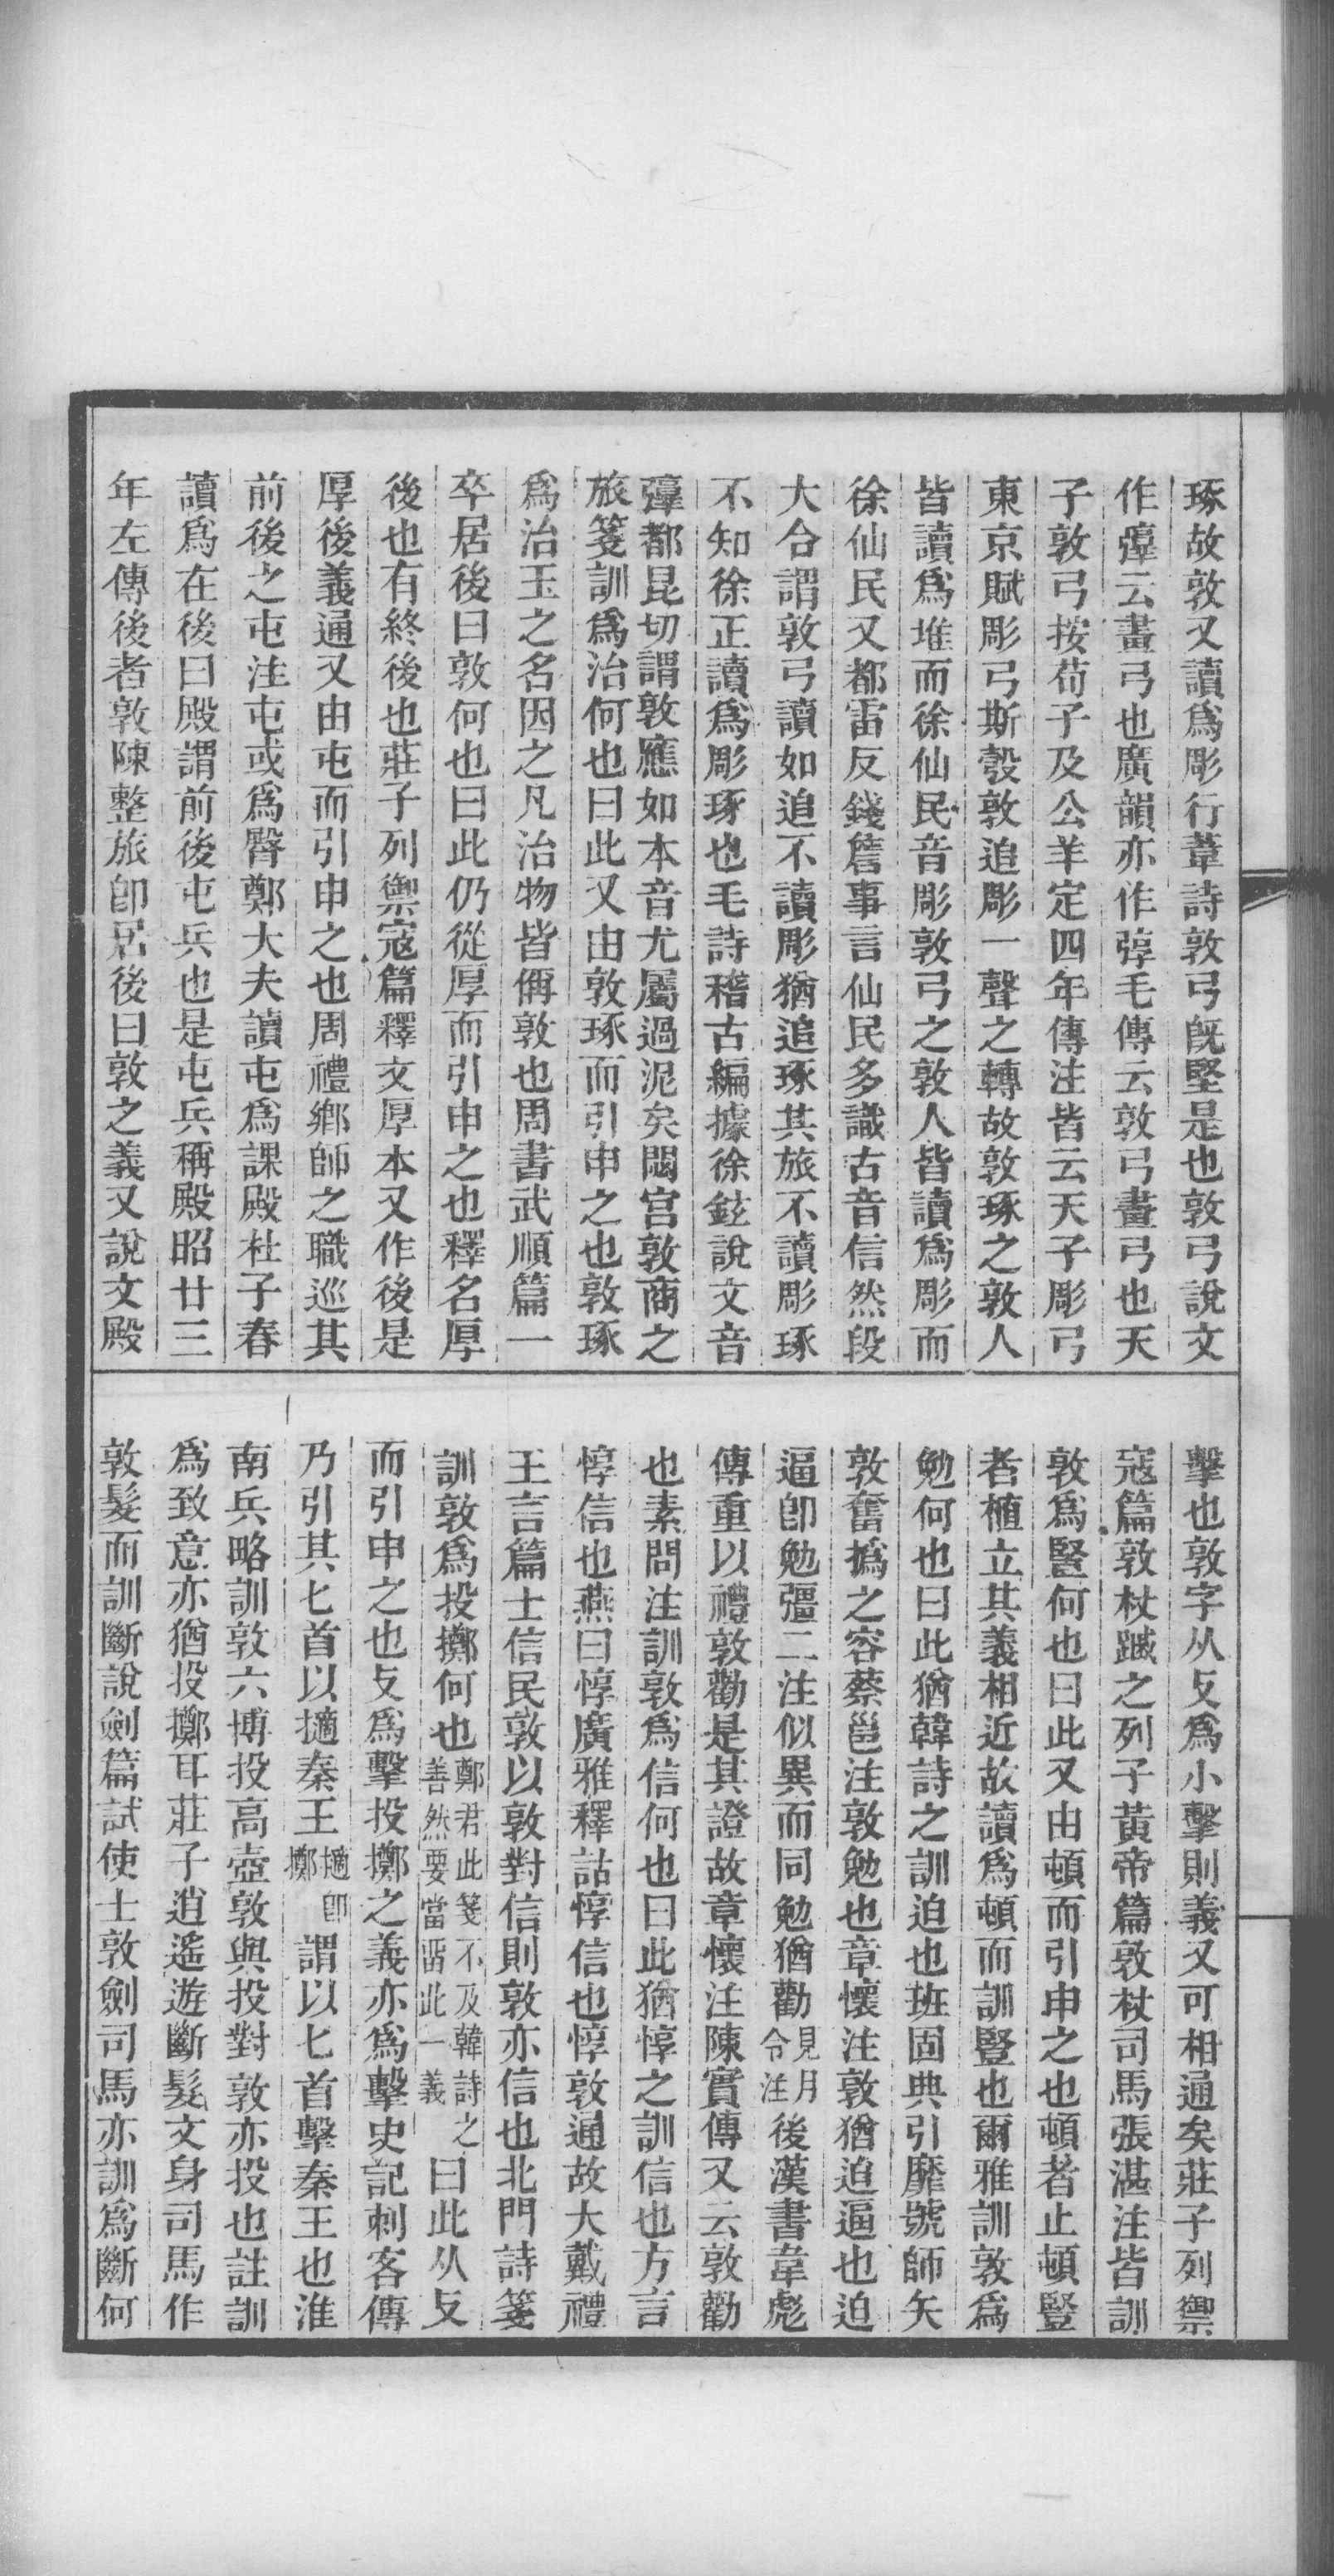 琢故敦又讀爲彫行葦詩敦弓旣堅是也敦弓說文
作弴云畫弓也廣韻亦作弴毛傳云敦弓畫弓也天
子敦弓按荀子及公羊定四年傳注皆云天子彫弓
東京賦彫弓斯彀敦追彫一聲之轉故敦琢之敦人
皆讀爲堆而徐仙民音彫敦弓之敦人皆讀爲彫而
徐仙民又都雷反錢詹事言仙民多識古音信然段
大令謂敦弓讀如追不讀彫猶追琢其旅不讀彫琢
不知徐正讀爲彫琢也毛詩稽古編據徐鉉說文音
弴都昆切謂敦應如本音尤屬過泥矣閟宮敦商之
旅箋訓爲治何也曰此又由敦琢而引申之也敦琢
爲治玉之名因之凡治物皆偁敦也周書武順篇一
卒居後曰敦何也曰此仍從厚而引申之也釋名厚
後也有終後也莊子列禦寇篇釋文厚本又作後是
厚後義通又由屯而引申之也周禮鄕師之職巡其
前後之屯注屯或爲臀鄭大夫讀屯爲課殿杜子春
讀爲在後曰殿謂前後屯兵也是屯兵稱殿昭廿三
年左傳後者敦陳整旅卽居後曰敦之義又說文殿
擊也敦字从攴爲小擊則義又可相通矣莊子列禦
寇篇敦杖蹙之列子黃帝篇敦杖司馬張湛注皆訓
敦爲豎何也曰此又由頓而引申之也頓者止頓豎
者植立其義相近故讀爲頓而訓豎也爾雅訓敦爲
勉何也曰此猶韓詩之訓迫也班固典引靡號師矢
敦奮撝之容蔡邕注敦勉也章懷注敦猶迫逼也迫
逼卽勉彊二注似異而同勉猶勸見月令注後漢書韋彪
傳重以禮敦勸是其證故章懷注陳實傳又云敦勸
也素問注訓敦爲信何也曰此猶惇之訓信也方言
惇信也燕曰惇廣雅釋詁惇信也惇敦通故大戴禮
王言篇士信民敦以敦對信則敦亦信也北門詩箋
訓敦爲投擲何也鄭君此箋不及韓詩之善然要當畱此一義曰此从攴
而引申之也攴爲擊投擲之義亦爲擊史記刺客傳
乃引其匕首以擿秦王擿卽擲謂以匕首擊秦王也淮
南兵略訓敦六博投高壺敦與投對敦亦投也註訓
爲致意亦猶投擲耳莊子逍遙遊斷髮文身司馬作
敦髮而訓斷說劍篇試使士敦劍司馬亦訓爲斷何